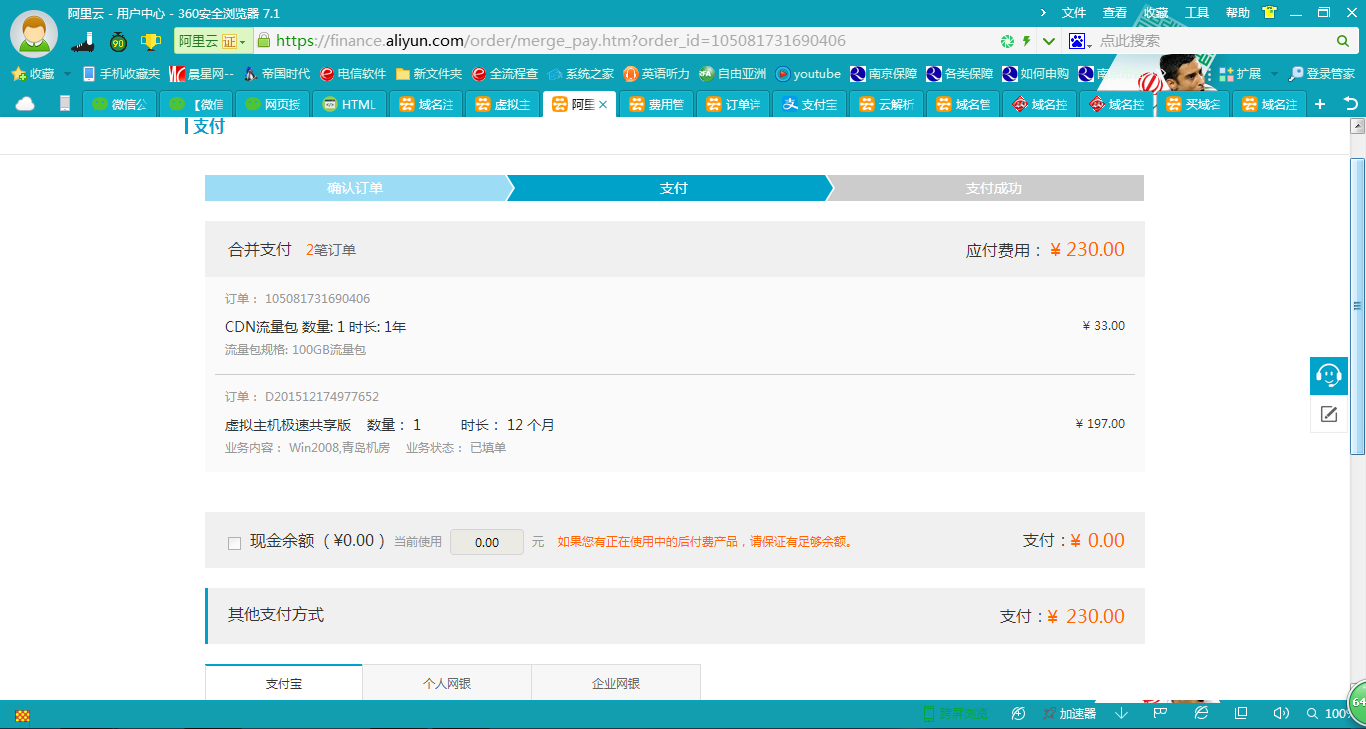 阿里云 - 用户中心 - 360安全浏览器 7.1
文件 查看 收藏 工具 帮助
90 阿里云 证 https://finance.aliyun.com/order/merge_pay.htm?order_id=105081731690406 点此搜索
收藏 手机收藏夹 晨星网-- 帝国时代 电信软件 新文件夹 全流程查 系统之家 英语听力 自由亚洲 youtube 南京保障 各类保障 如何申购 扩展 登录管家
微信公 【微信 网页授 HTML 域名注 虚拟主 阿里 费用管 订单详 支付宝 云解析 域名管 域名控 域名控 买域名 域名注
支付
确认订单 支付 支付成功
合并支付 2笔订单 应付费用： ¥ 230.00
订单： 105081731690406
CDN流量包 数量: 1 时长: 1年 ¥ 33.00
流量包规格: 100GB流量包
订单： D201512174977652
虚拟主机极速共享版 数量： 1 时长： 12 个月 ¥ 197.00
业务内容： Win2008,青岛机房 业务状态： 已填单
现金余额（ ¥0.00 ） 当前使用 0.00 元 如果您有正在使用中的后付费产品，请保证有足够余额。 支付：¥ 0.00
其他支付方式 支付：¥ 230.00
支付宝 个人网银 企业网银
跨屏浏览 加速器 100% 64